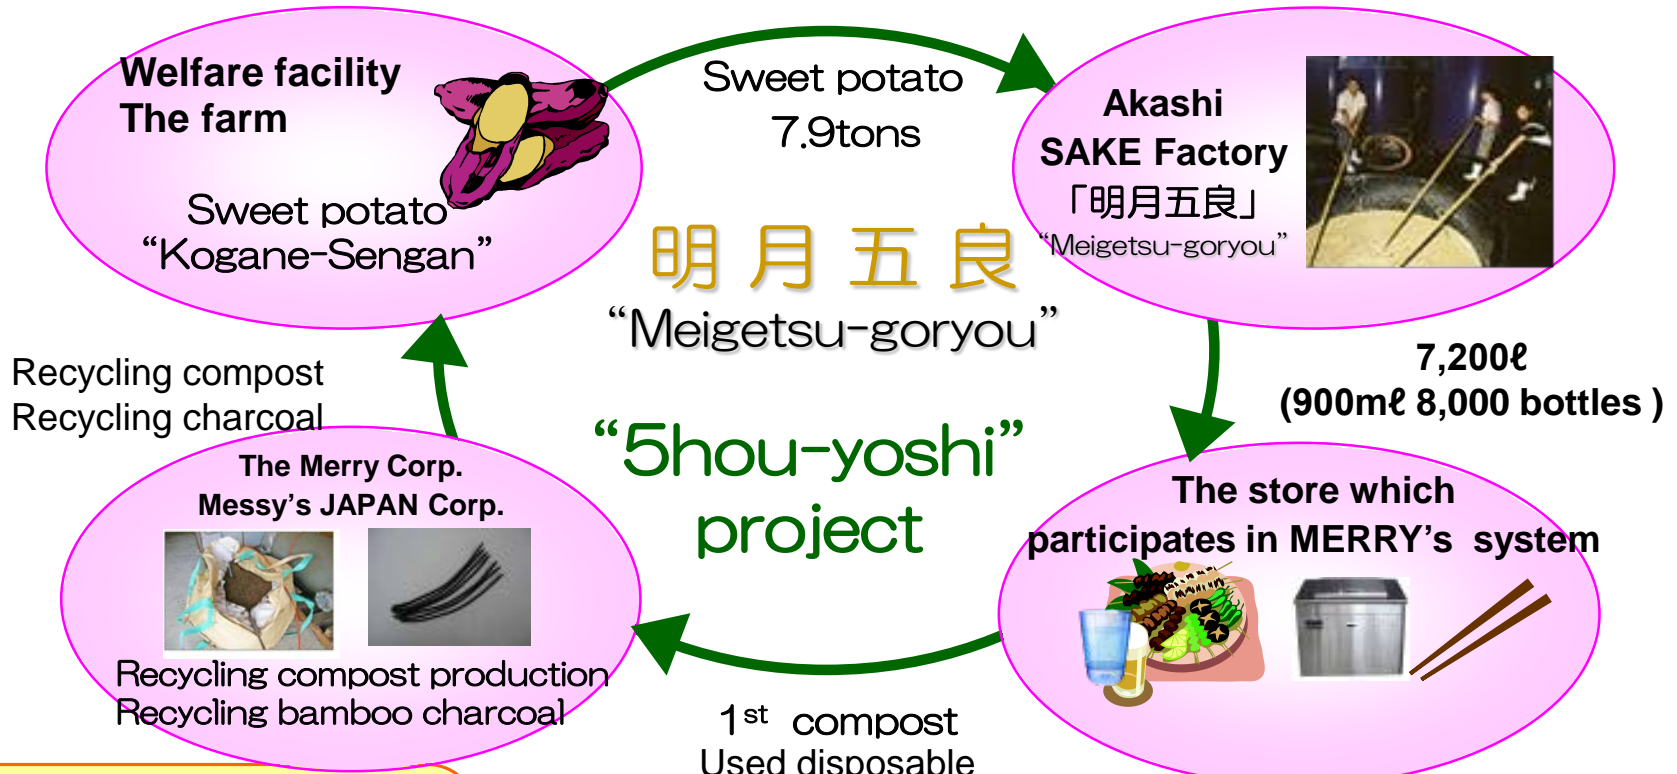 Welfare facility
The farm
Sweet potato
“Kogane-Sengan”
Sweet potato
7.9tons
Akashi
SAKE Factory
「明月五良」
“Meigetsu-goryou”
明月五良
“Meigetsu-goryou”
“5hou-yoshi”
project
7,200ℓ
(900mℓ 8,000 bottles )
The store which
participates in MERRY’s system
1st compost
Used disposable
The Merry Corp.
Messy’s JAPAN Corp.
Recycling compost production
Recycling bamboo charcoal
Recycling compost
Recycling charcoal